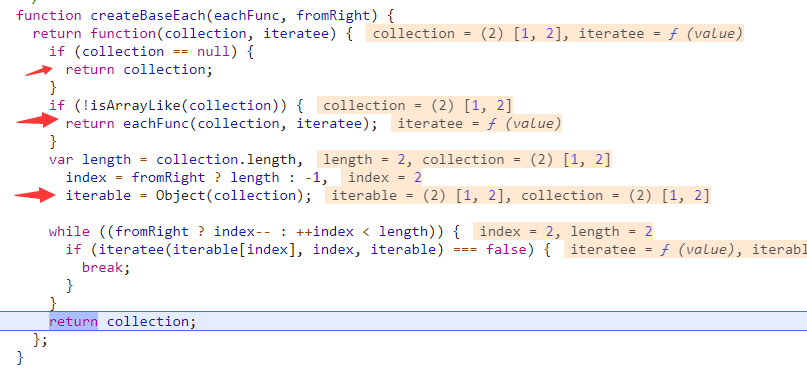 function createBaseEach(eachFunc, fromRight) {
return function(collection, iteratee) { collection = (2) [1, 2], iteratee = ƒ (value)
if (collection == null) {
return collection;
}
if (!isArrayLike(collection)) { collection = (2) [1, 2]
return eachFunc(collection, iteratee); iteratee = ƒ (value)
}
var length = collection.length, length = 2, collection = (2) [1, 2]
index = fromRight ? length : -1, index = 2
iterable = Object(collection); iterable = (2) [1, 2], collection = (2) [1, 2]
while ((fromRight ? index-- : ++index < length)) { index = 2, length = 2
if (iteratee(iterable[index], index, iterable) === false) { iteratee = ƒ (value), iterabl
break;
}
}
return collection;
};
}